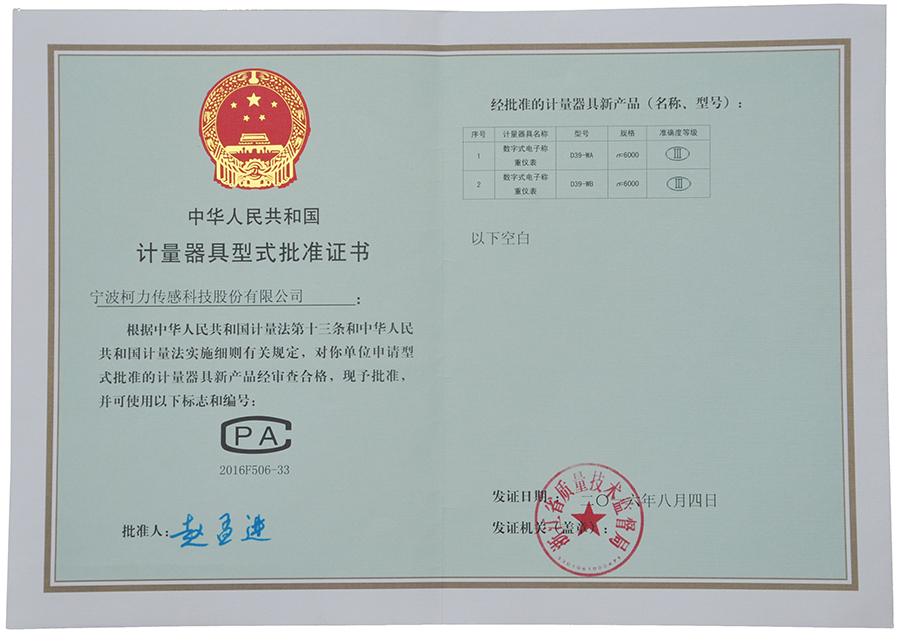 中华人民共和国
计量器具型式批准证书
宁波柯力传感科技股份有限公司：
根据中华人民共和国计量法第十三条和中华人民
共和国计量法实施细则有关规定，对你单位申请型
式批准的计量器具新产品经审查合格，现予批准，
并可使用以下标志和编号：
CPA
2016F506-33
批准人：赵孟进
经批准的计量器具新产品（名称、型号）：
序号 计量器具名称 型号 规格 准确度等级
1 数字式电子称重仪表 D39-WA n=6000 Ⅲ
2 数字式电子称重仪表 D39-WB n=6000 Ⅲ
以下空白
发证日期：二〇一六年八月四日
发证机关（盖章）：
浙江省质量技术监督局